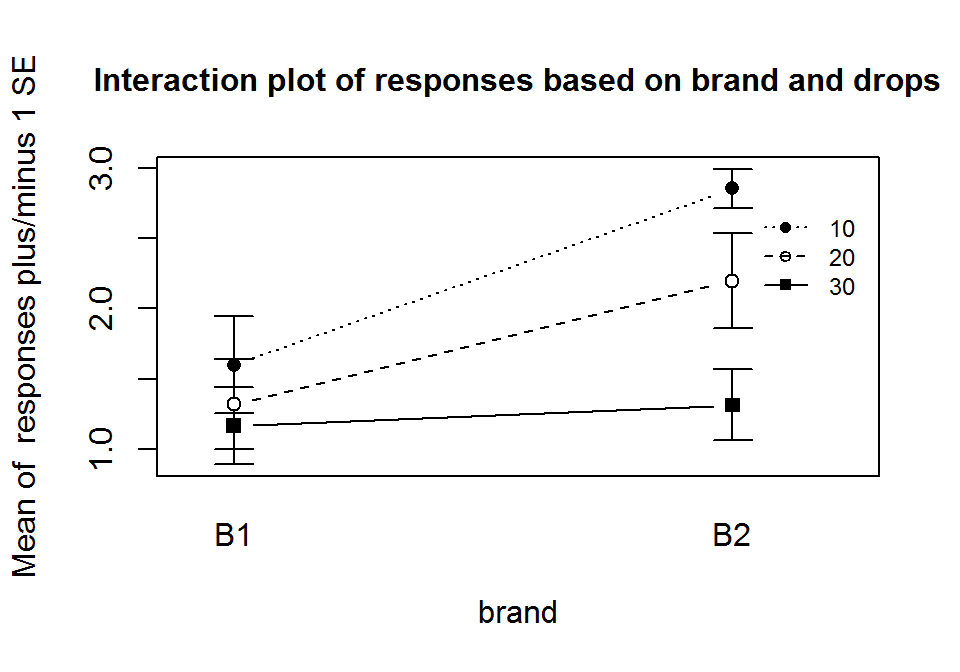 Interaction plot of responses based on brand and drops
Mean of  responses plus/minus 1 SE
3.0
2.0
1.0
10
20
30
B1
B2
brand